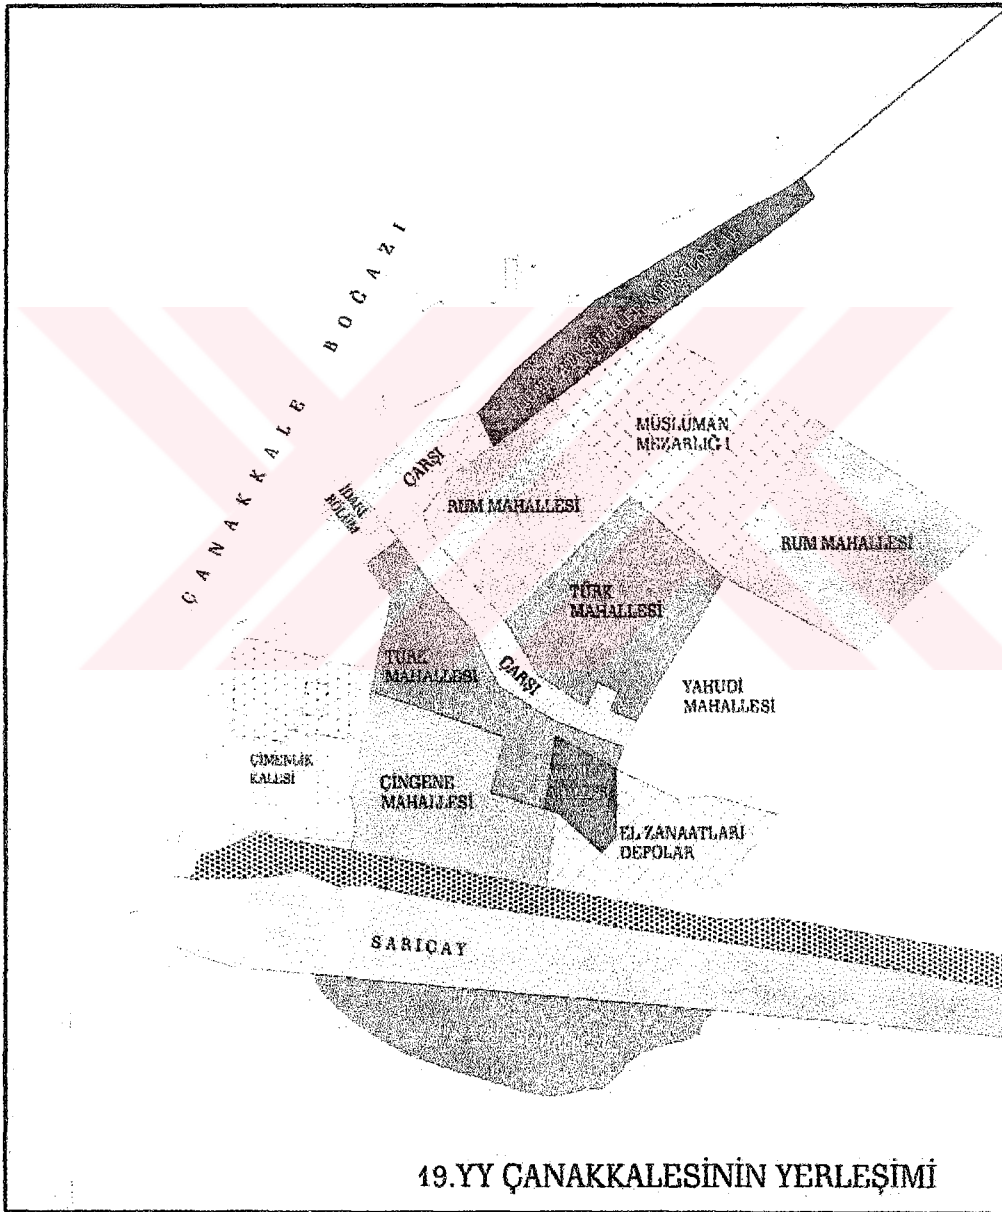 ÇANAKKALE BOĞAZI
MÜSLÜMAN
MEZARLIĞI
ÇARŞI
İDARİ
BÖLÜM
RUM MAHALLESİ
RUM MAHALLESİ
TÜRK
MAHALLESİ
TÜRK
MAHALLESİ
ÇARŞI
YAHUDİ
MAHALLESİ
ÇİMENLİK
KALESİ
ÇİNGENE
MAHALLESİ
EL ZANAATLARI
DEPOLAR
SARIÇAY
19.YY ÇANAKKALESİNİN YERLEŞİMİ